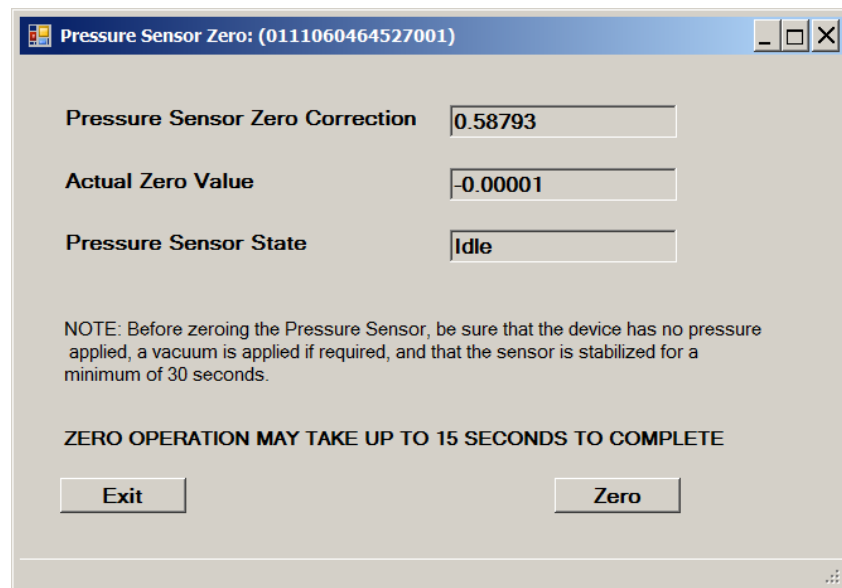 Pressure Sensor Zero: (0111060464527001)
Pressure Sensor Zero Correction 0.58793
Actual Zero Value -0.00001
Pressure Sensor State Idle
NOTE: Before zeroing the Pressure Sensor, be sure that the device has no pressure
applied, a vacuum is applied if required, and that the sensor is stabilized for a
minimum of 30 seconds.
ZERO OPERATION MAY TAKE UP TO 15 SECONDS TO COMPLETE
Exit Zero